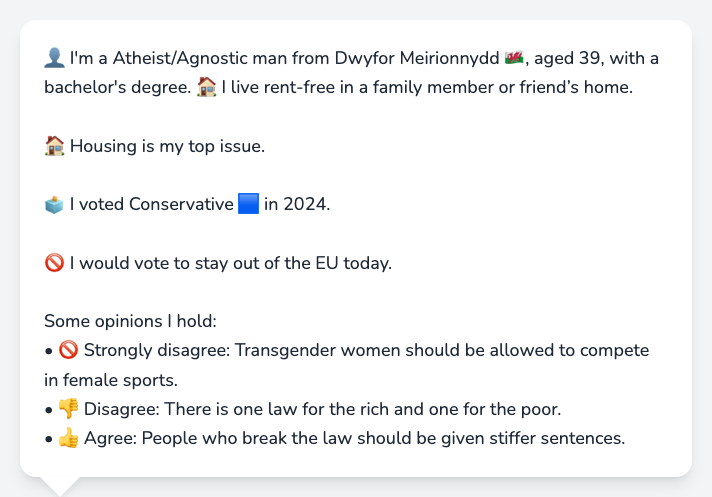 👤 I'm a Atheist/Agnostic man from Dwyfor Meirionnydd 🏴󠁧󠁢󠁷󠁬󠁳󠁿, aged 39, with a
bachelor's degree. 🏠 I live rent-free in a family member or friend’s home.
🏠 Housing is my top issue.
🗳️ I voted Conservative 🟦 in 2024.
🚫 I would vote to stay out of the EU today.
Some opinions I hold:
• 🚫 Strongly disagree: Transgender women should be allowed to compete
in female sports.
• 👎 Disagree: There is one law for the rich and one for the poor.
• 👍 Agree: People who break the law should be given stiffer sentences.